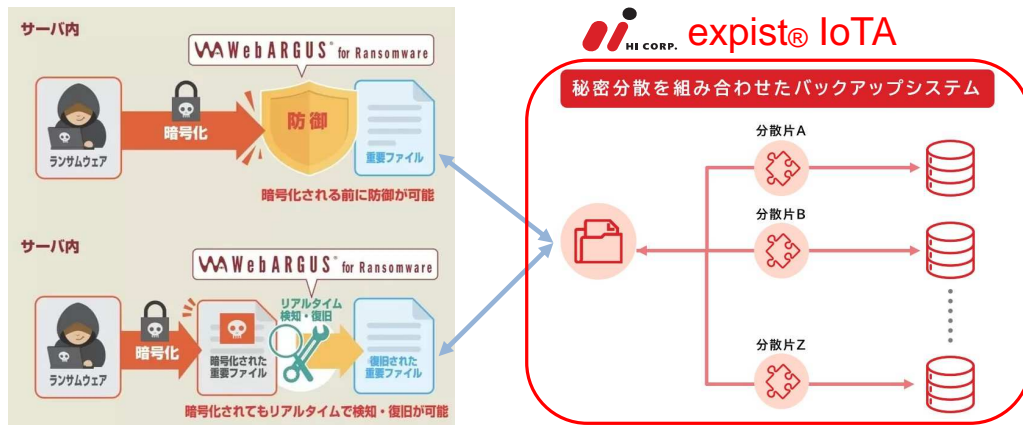 サーバ内
WA WebARGUS® for Ransomware
ランサムウェア
暗号化
防御
重要ファイル
暗号化される前に防御が可能
サーバ内
WA WebARGUS® for Ransomware
ランサムウェア
暗号化
暗号化された
重要ファイル
リアルタイム
検知・復旧
復旧された
重要ファイル
暗号化されてもリアルタイムで検知・復旧が可能
HI CORP.
expist® IoTA
秘密分散を組み合わせたバックアップシステム
分散片A
分散片B
分散片Z